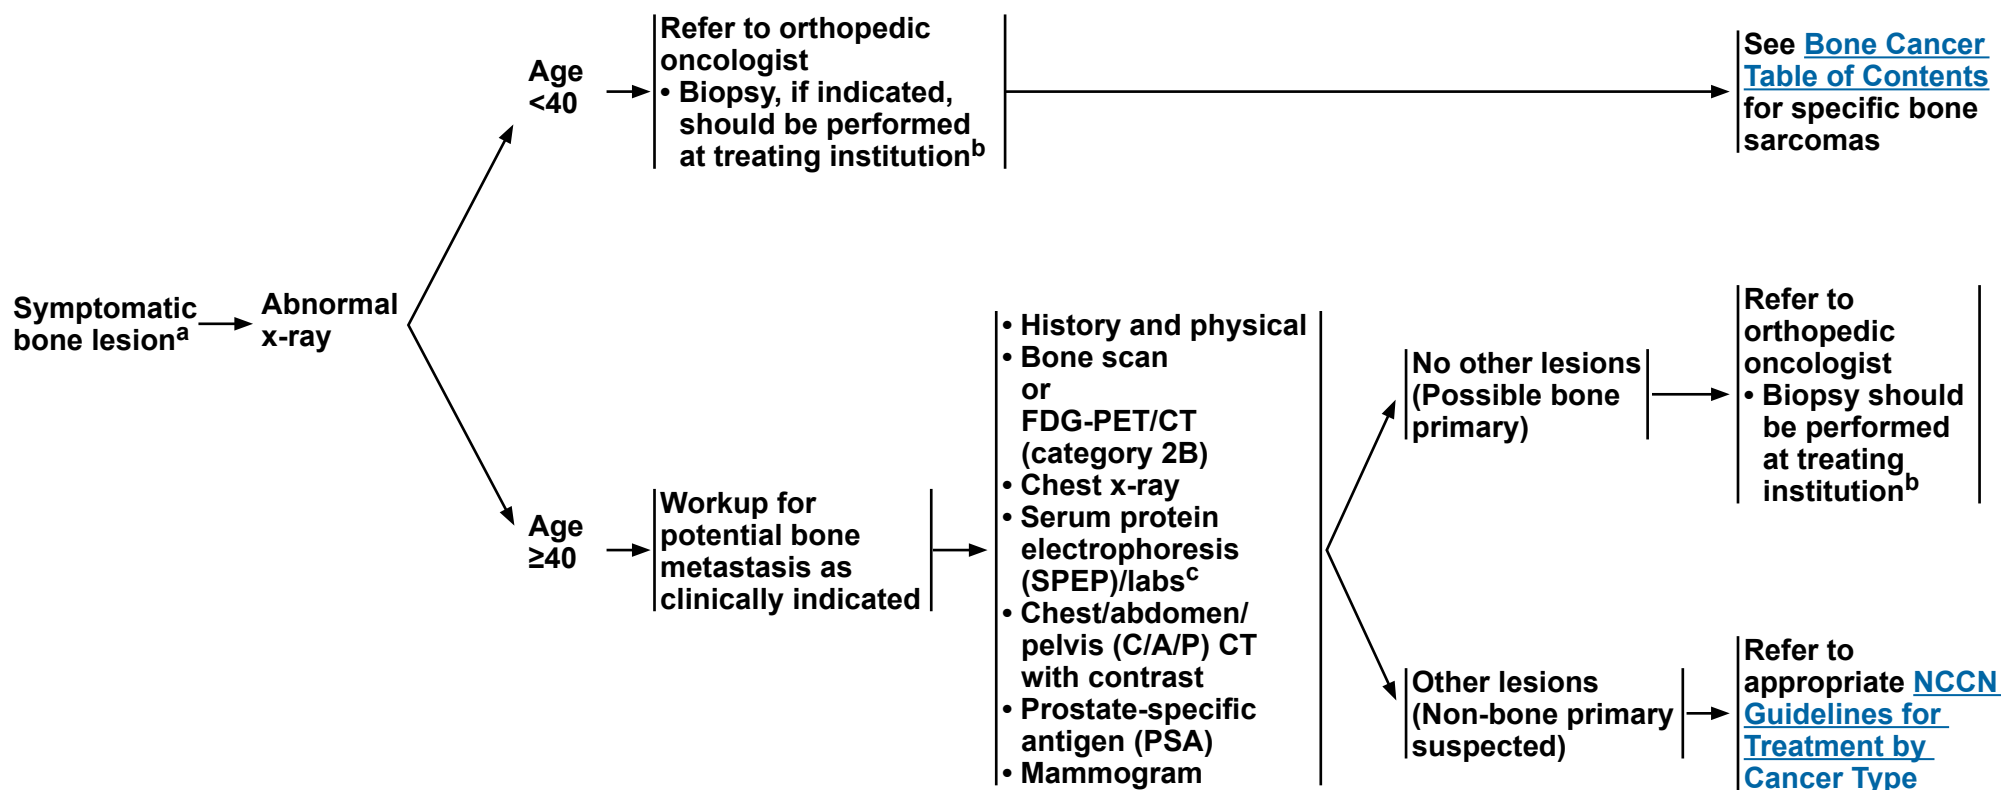 Symptomatic
bone lesionᵃ
Abnormal
x-ray
Age
<40
Refer to orthopedic
oncologist
• Biopsy, if indicated,
should be performed
at treating institutionᵇ
See Bone Cancer
Table of Contents
for specific bone
sarcomas
Age
≥40
Workup for
potential bone
metastasis as
clinically indicated
• History and physical
• Bone scan
or
FDG-PET/CT
(category 2B)
• Chest x-ray
• Serum protein
electrophoresis
(SPEP)/labsᶜ
• Chest/abdomen/
pelvis (C/A/P) CT
with contrast
• Prostate-specific
antigen (PSA)
• Mammogram
No other lesions
(Possible bone
primary)
Refer to
orthopedic
oncologist
• Biopsy should
be performed
at treating
institutionᵇ
Other lesions
(Non-bone primary
suspected)
Refer to
appropriate NCCN
Guidelines for
Treatment by
Cancer Type